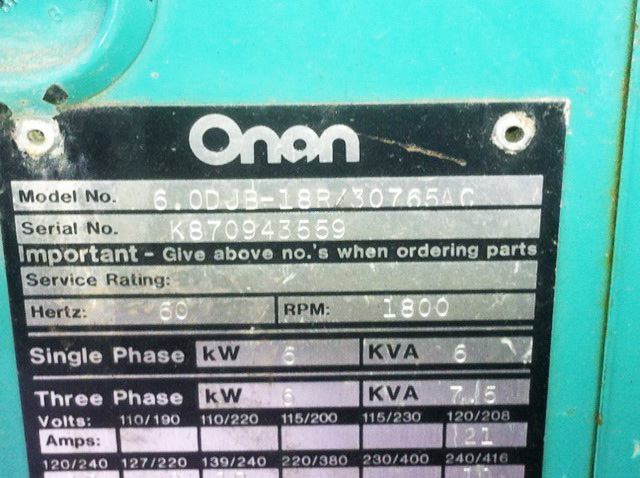 Onan
Model No. 6.0DJB-18R/30765AC
Serial No. K870943559
Important - Give above no.'s when ordering parts
Service Rating:
Hertz: 60 RPM: 1800
Single Phase kW 6 KVA 6
Three Phase kW 6 KVA 7.5
Volts: 110/190 110/220 115/200 115/230 120/208
Amps: 21
120/240 127/220 139/240 220/380 230/400 240/416